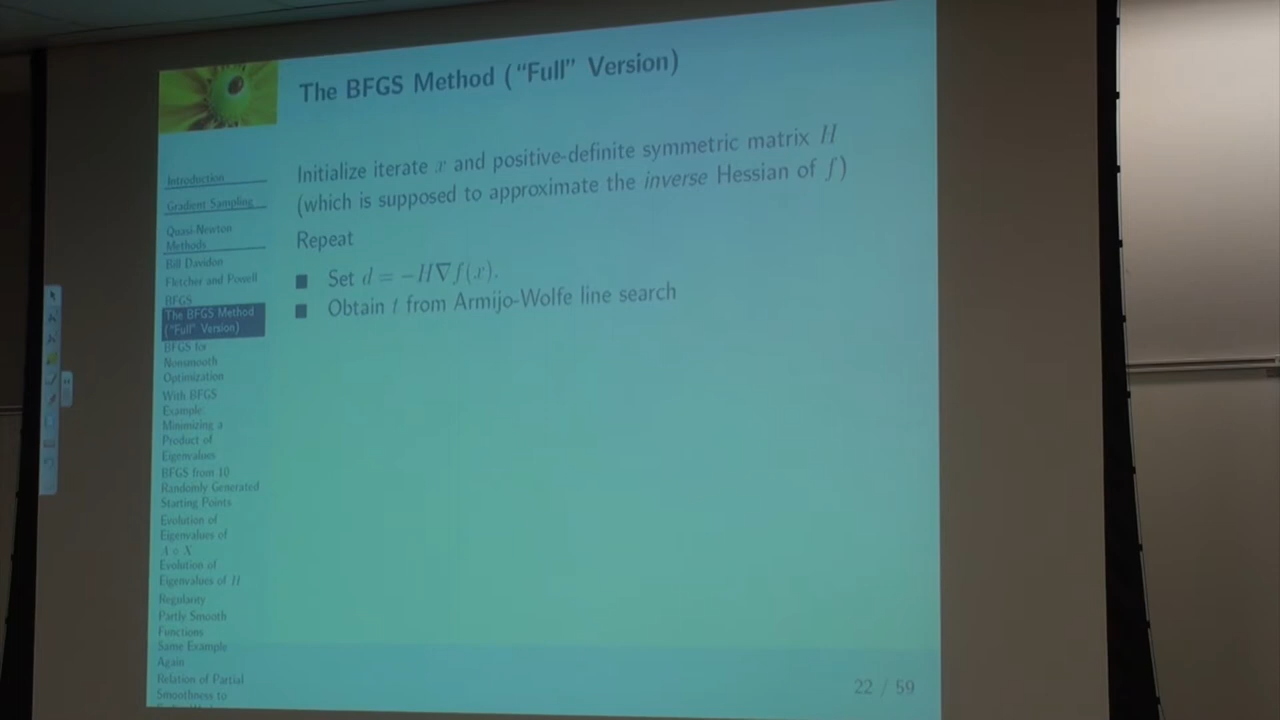 The BFGS Method ("Full" Version)
Initialize iterate x and positive-definite symmetric matrix H
(which is supposed to approximate the inverse Hessian of f)
Repeat
■ Set d = −H∇f(x).
■ Obtain t from Armijo-Wolfe line search
Introduction
Gradient Sampling
Quasi-Newton
Methods
Bill Davidon
Fletcher and Powell
BFGS
The BFGS Method
("Full" Version)
BFGS for
Nonsmooth
Optimization
With BFGS
Example:
Minimizing a
Product of
Eigenvalues
BFGS from 10
Randomly Generated
Starting Points
Evolution of
Eigenvalues of
A ∘ X
Evolution of
Eigenvalues of H
Regularity
Partly Smooth
Functions
Same Example
Again
Relation of Partial
Smoothness to
22 / 59